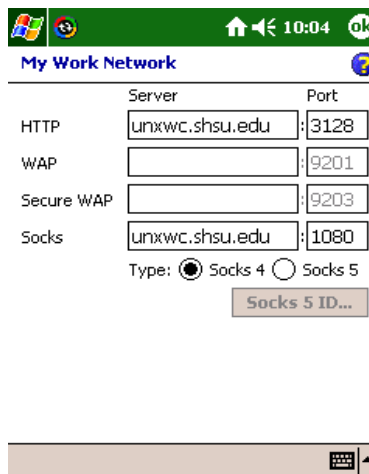 10:04 ok
My Work Network ?
Server Port
HTTP unxwc.shsu.edu : 3128
WAP : 9201
Secure WAP : 9203
Socks unxwc.shsu.edu : 1080
Type: Socks 4 Socks 5
Socks 5 ID...